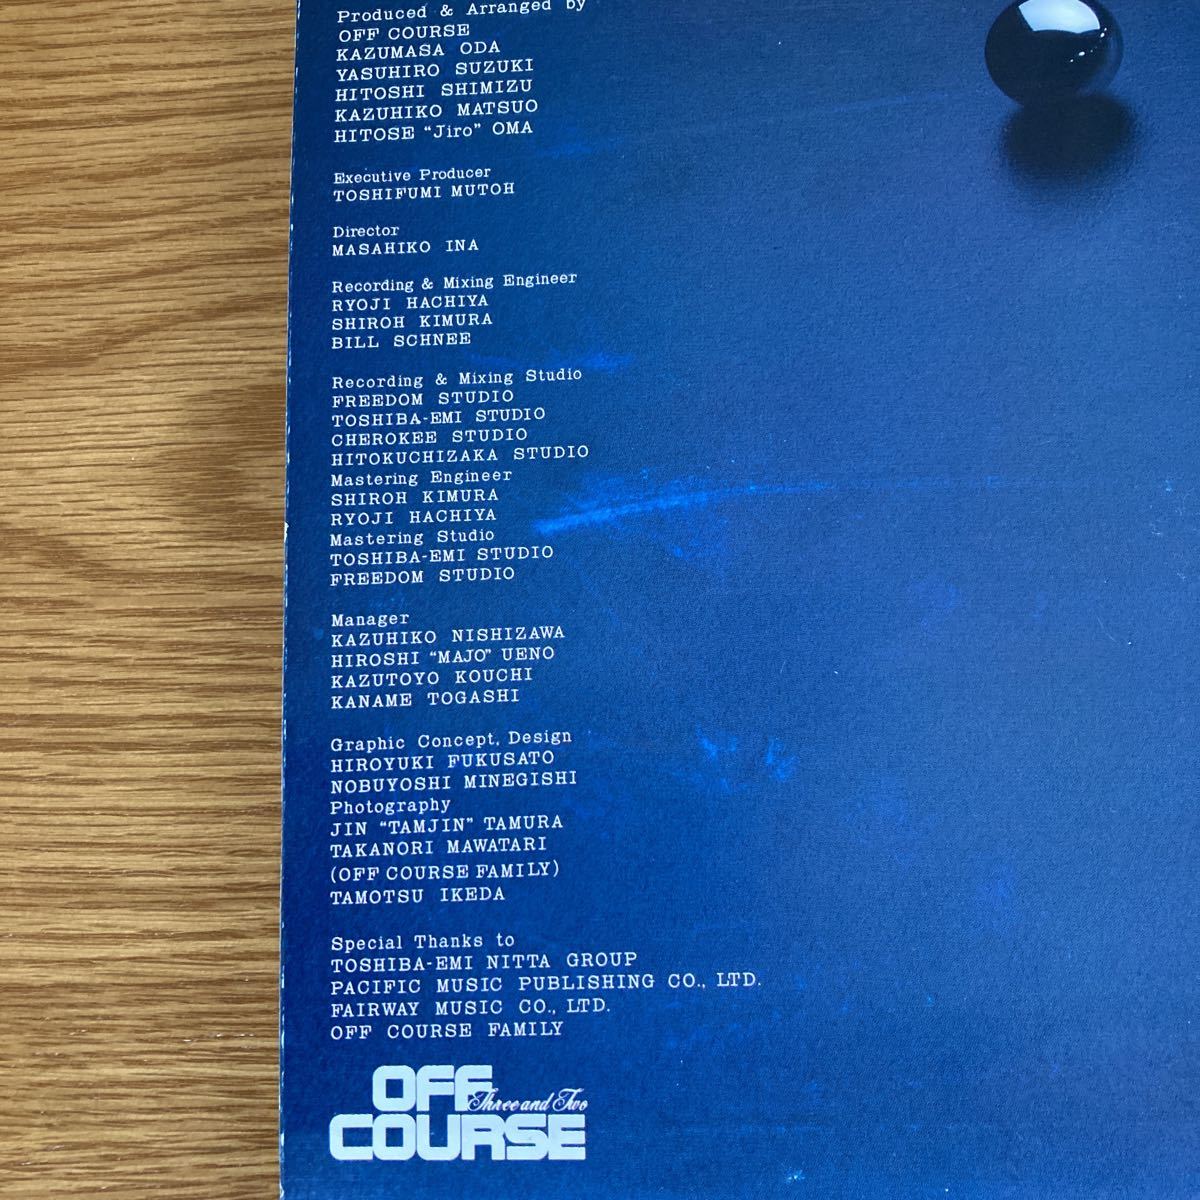 Produced & Arranged by
OFF COURSE
KAZUMASA ODA
YASUHIRO SUZUKI
HITOSHI SHIMIZU
KAZUHIKO MATSUO
HITOSE “Jiro” OMA
Executive Producer
TOSHIFUMI MUTOH
Director
MASAHIKO INA
Recording & Mixing Engineer
RYOJI HACHIYA
SHIROH KIMURA
BILL SCHNEE
Recording & Mixing Studio
FREEDOM STUDIO
TOSHIBA-EMI STUDIO
CHEROKEE STUDIO
HITOKUCHIZAKA STUDIO
Mastering Engineer
SHIROH KIMURA
RYOJI HACHIYA
Mastering Studio
TOSHIBA-EMI STUDIO
FREEDOM STUDIO
Manager
KAZUHIKO NISHIZAWA
HIROSHI “MAJO” UENO
KAZUTOYO KOUCHI
KANAME TOGASHI
Graphic Concept, Design
HIROYUKI FUKUSATO
NOBUYOSHI MINEGISHI
Photography
JIN “TAMJIN” TAMURA
TAKANORI MAWATARI
(OFF COURSE FAMILY)
TAMOTSU IKEDA
Special Thanks to
TOSHIBA-EMI NITTA GROUP
PACIFIC MUSIC PUBLISHING CO., LTD.
FAIRWAY MUSIC CO., LTD.
OFF COURSE FAMILY
OFF
Three and Two
COURSE